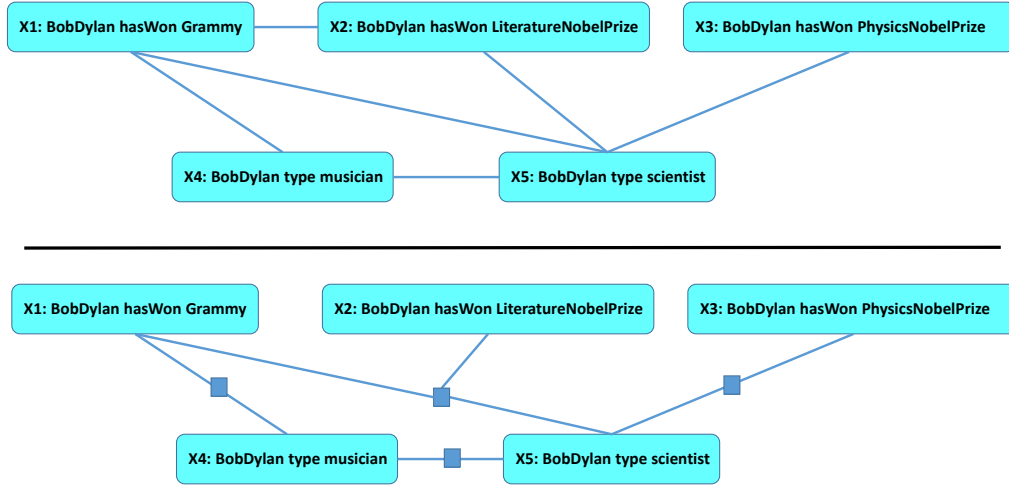 X1: BobDylan hasWon Grammy
X2: BobDylan hasWon LiteratureNobelPrize
X3: BobDylan hasWon PhysicsNobelPrize
X4: BobDylan type musician
X5: BobDylan type scientist
X1: BobDylan hasWon Grammy
X2: BobDylan hasWon LiteratureNobelPrize
X3: BobDylan hasWon PhysicsNobelPrize
X4: BobDylan type musician
X5: BobDylan type scientist